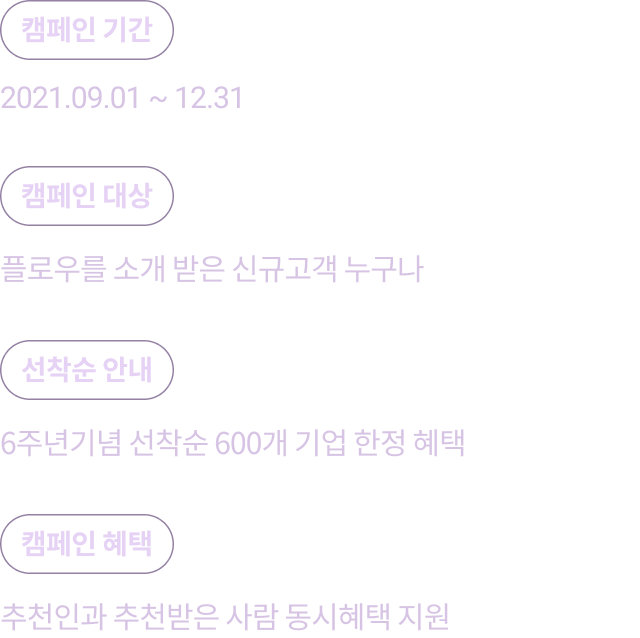 캠페인 기간
2021.09.01 ~ 12.31
캠페인 대상
플로우를 소개 받은 신규고객 누구나
선착순 안내
6주년기념 선착순 600개 기업 한정 혜택
캠페인 혜택
추천인과 추천받은 사람 동시혜택 지원